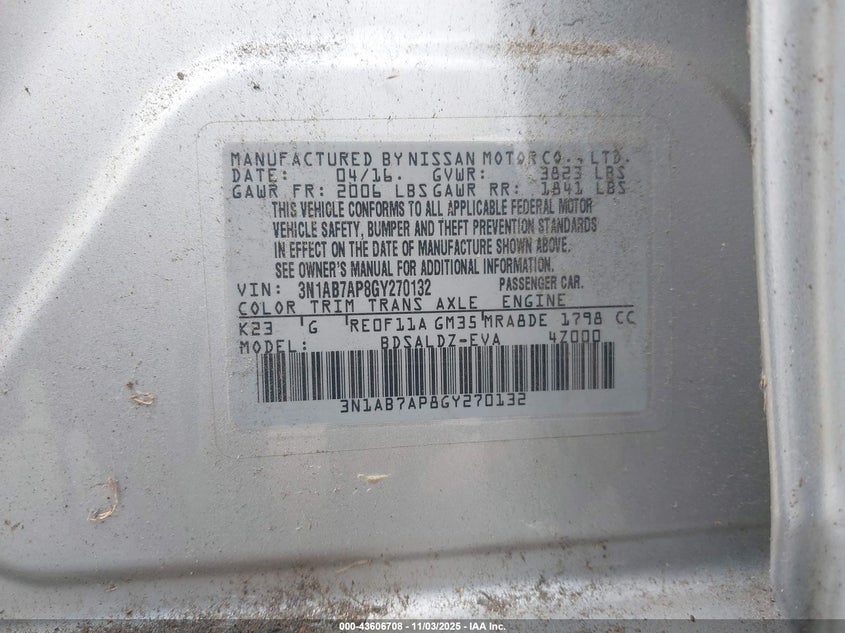 MANUFACTURED BY NISSAN MOTOR CO., LTD.
DATE: 04/16. GVWR: 3823 LBS
GAWR FR: 2006 LBS GAWR RR: 1841 LBS
THIS VEHICLE CONFORMS TO ALL APPLICABLE FEDERAL MOTOR
VEHICLE SAFETY, BUMPER AND THEFT PREVENTION STANDARDS
IN EFFECT ON THE DATE OF MANUFACTURE SHOWN ABOVE.
SEE OWNER'S MANUAL FOR ADDITIONAL INFORMATION.
VIN: 3N1AB7AP8GY270132 PASSENGER CAR.
COLOR TRIM TRANS AXLE ENGINE
K23 G RE0F11A GM35 MRA8DE 1798 CC
MODEL: BDSALDZ-EVA 4Z000
3N1AB7AP8GY270132
000-43606708 - 11/03/2025 - IAA Inc.